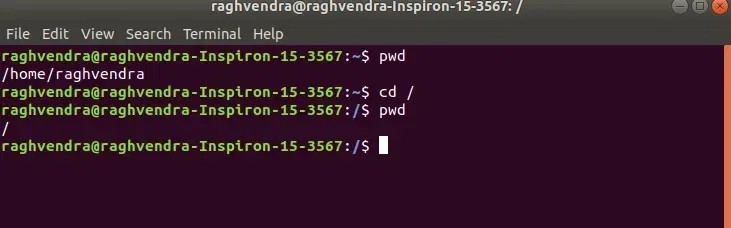 raghvendra@raghvendra-Inspiron-15-3567: /
File Edit View Search Terminal Help
raghvendra@raghvendra-Inspiron-15-3567:~$ pwd
/home/raghvendra
raghvendra@raghvendra-Inspiron-15-3567:~$ cd /
raghvendra@raghvendra-Inspiron-15-3567:/$ pwd
/
raghvendra@raghvendra-Inspiron-15-3567:/$